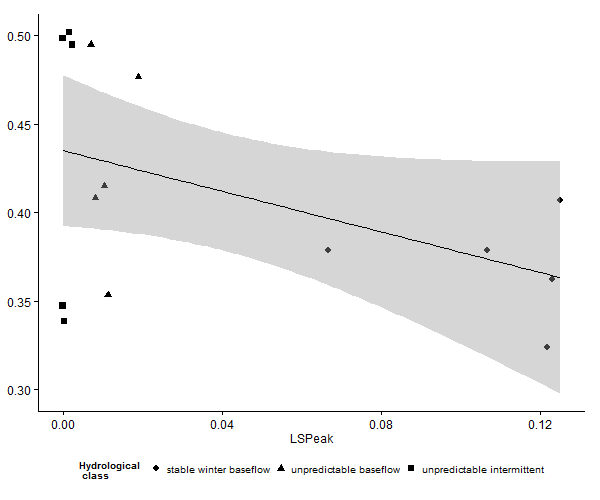 0.50
0.45
0.40
0.35
0.30
0.00 0.04 0.08 0.12
LSPeak
Hydrological
class
stable winter baseflow unpredictable baseflow unpredictable intermittent